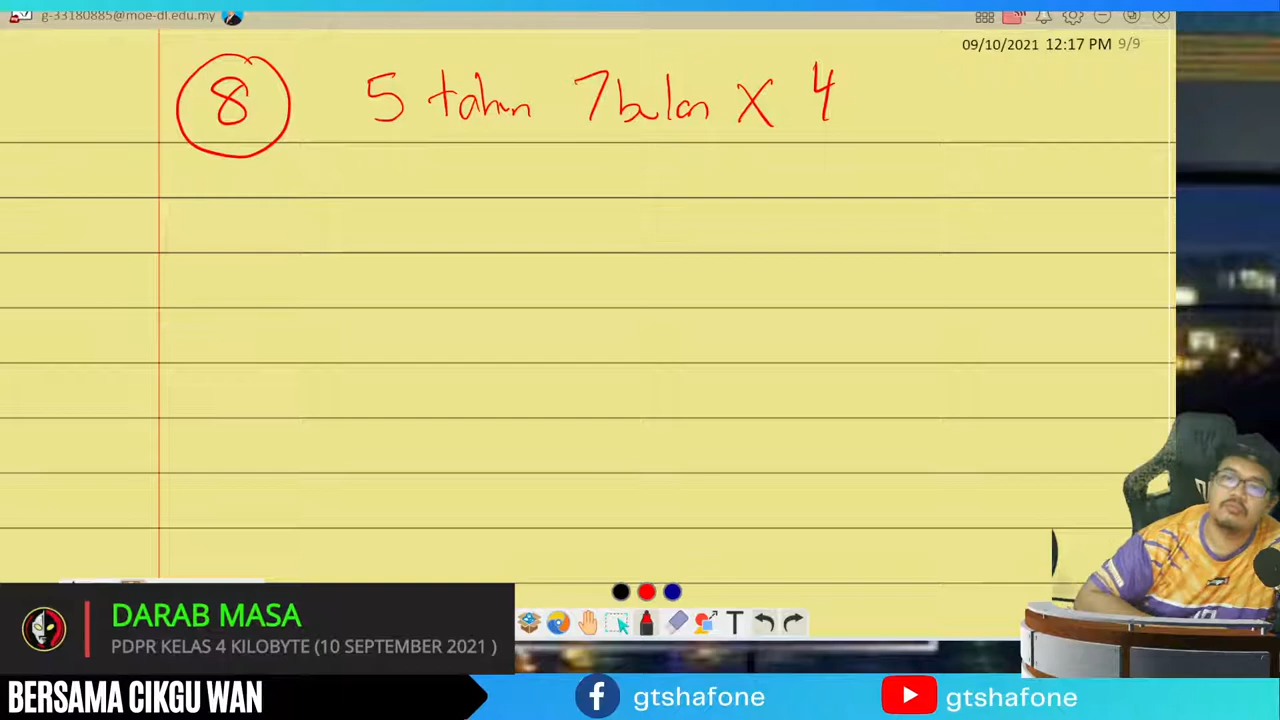 g-33180885@moe-dl.edu.my
09/10/2021 12:17 PM 9/9
8 5 tahun 7 bulan X 4
T
DARAB MASA
PDPR KELAS 4 KILOBYTE (10 SEPTEMBER 2021 )
BERSAMA CIKGU WAN
gtshafone
gtshafone